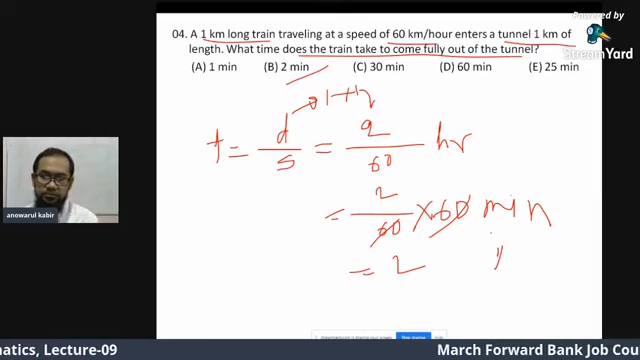 Powered by
StreamYard
04. A 1 km long train traveling at a speed of 60 km/hour enters a tunnel 1 km of
length. What time does the train take to come fully out of the tunnel?
(A) 1 min (B) 2 min (C) 30 min (D) 60 min (E) 25 min
→ 1+1
t = d/s = 2/60 hr
= 2/60 × 60 min
= 2 "
anowarul kabir
matics, Lecture-09 March Forward Bank Job Cou